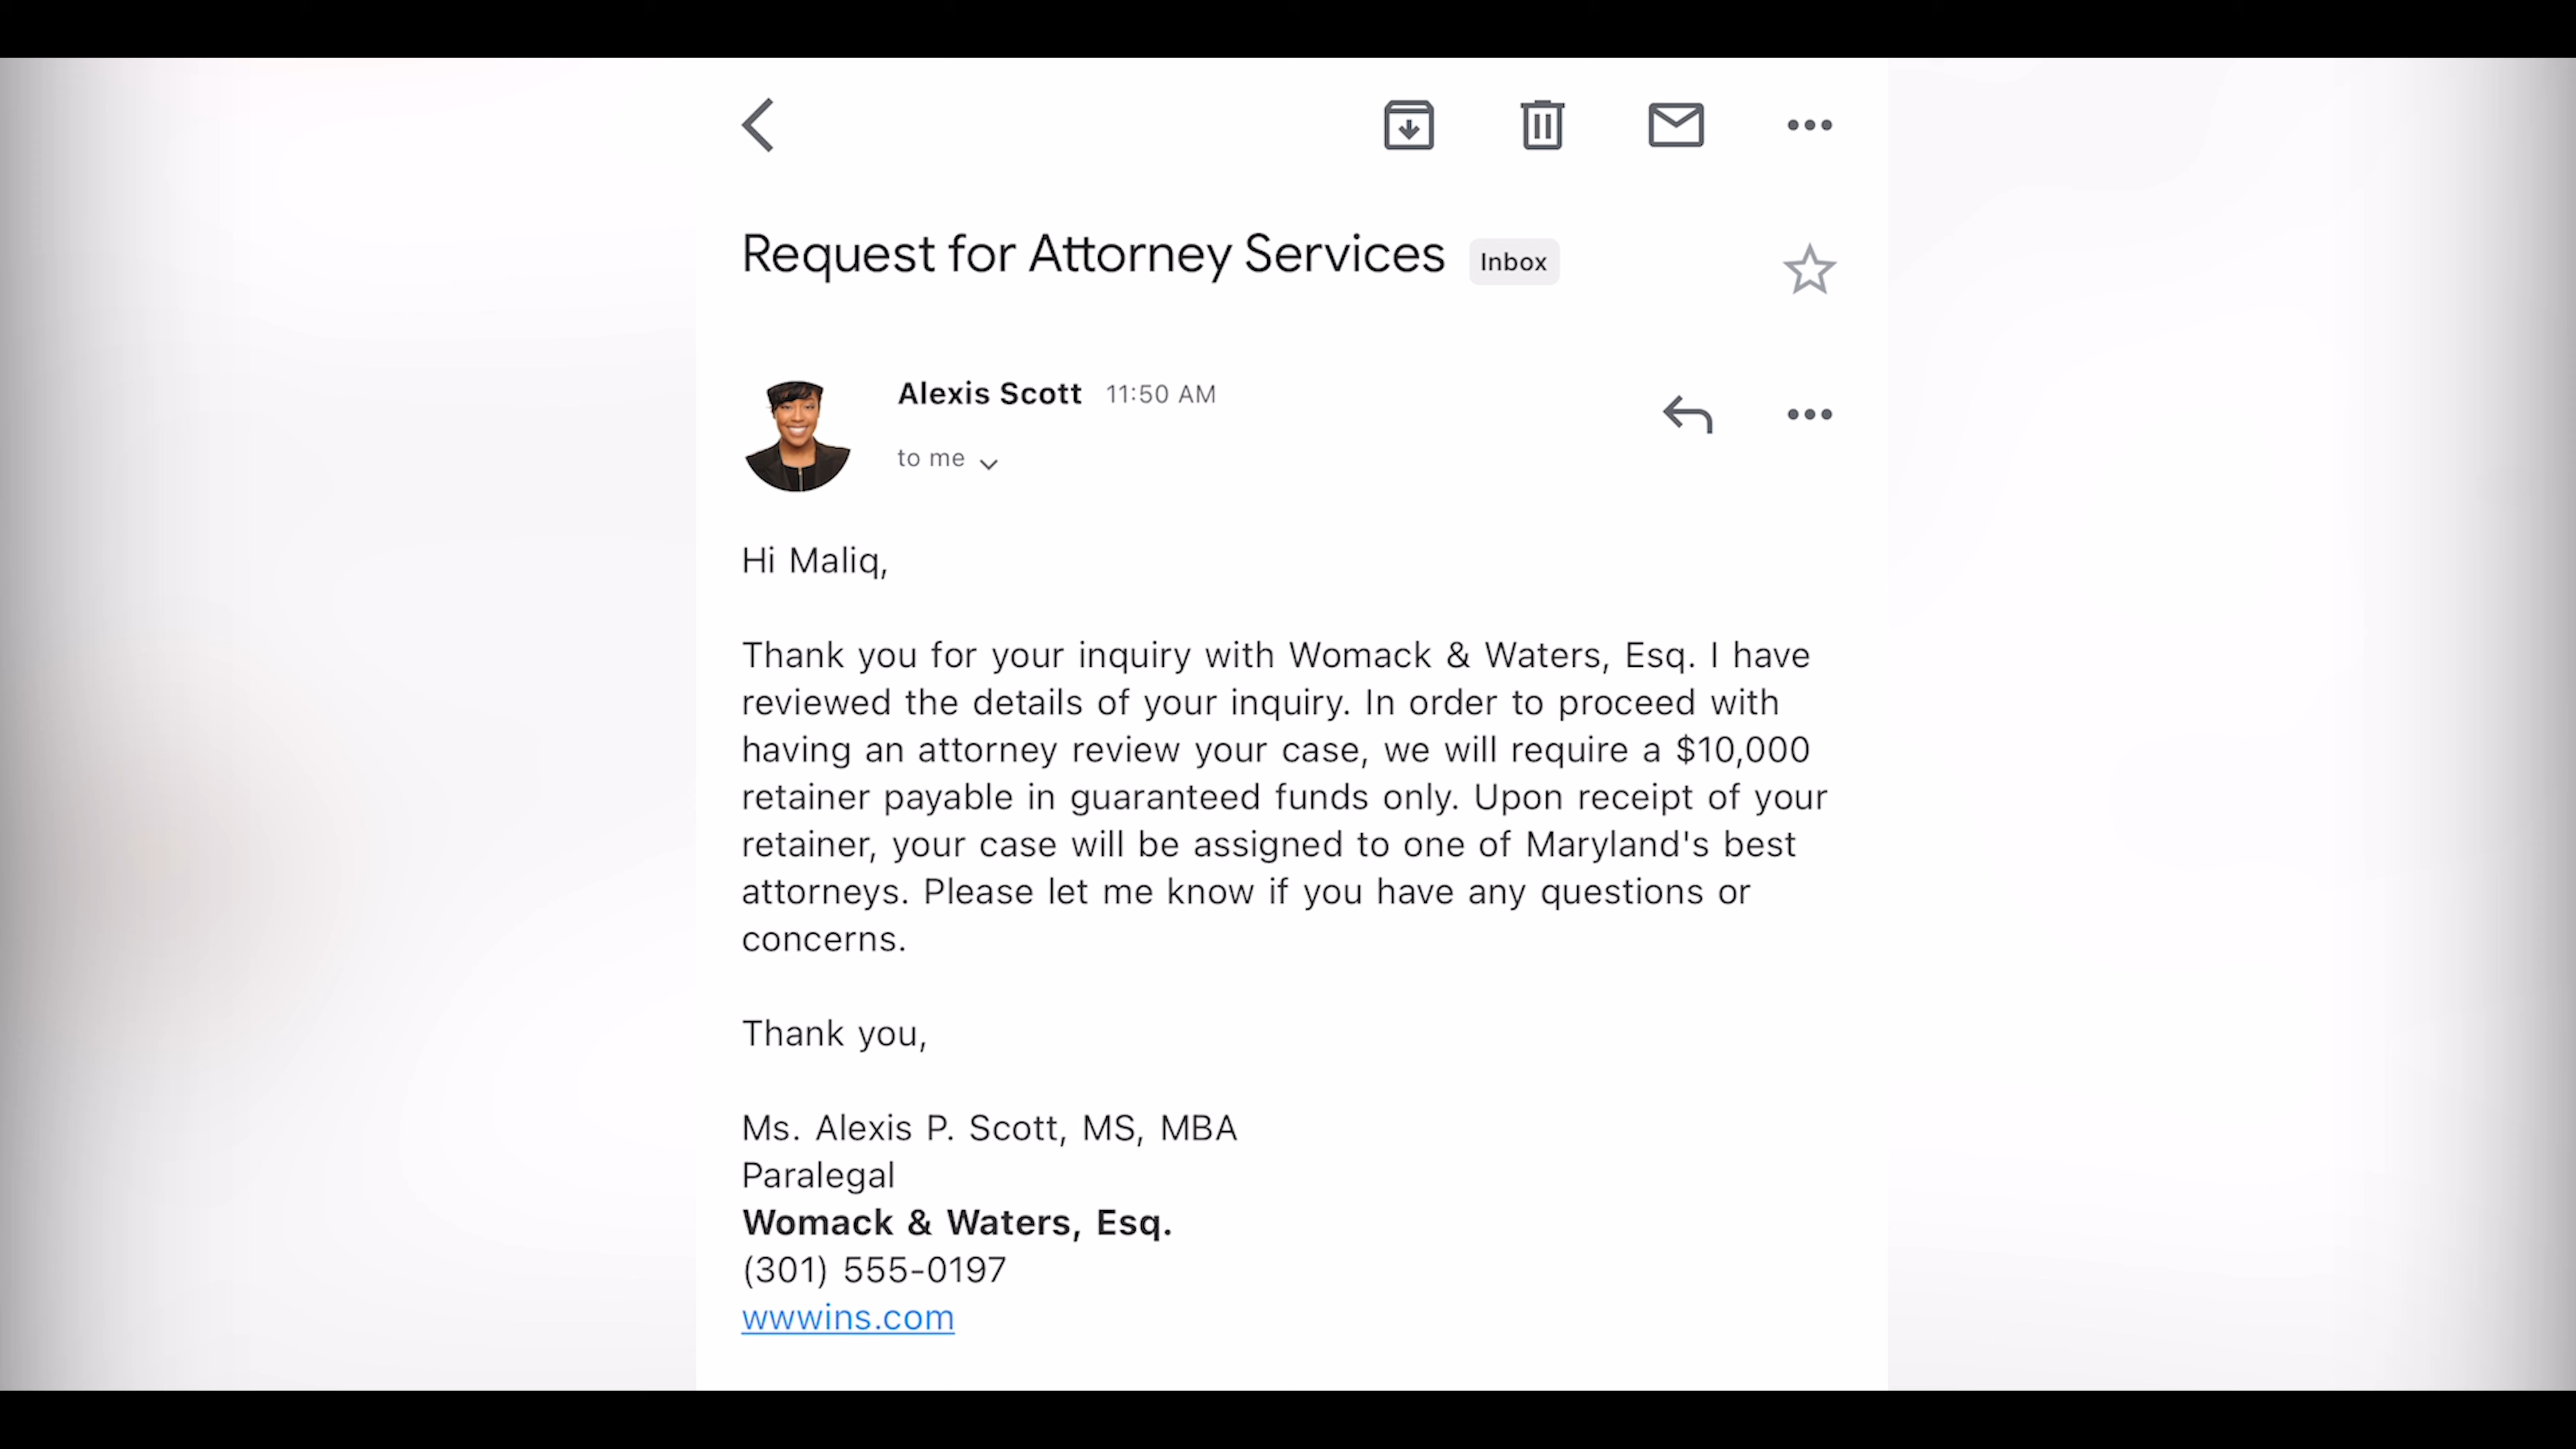 Request for Attorney Services Inbox
Alexis Scott 11:50 AM
to me
Hi Maliq,
Thank you for your inquiry with Womack & Waters, Esq. I have
reviewed the details of your inquiry. In order to proceed with
having an attorney review your case, we will require a $10,000
retainer payable in guaranteed funds only. Upon receipt of your
retainer, your case will be assigned to one of Maryland's best
attorneys. Please let me know if you have any questions or
concerns.
Thank you,
Ms. Alexis P. Scott, MS, MBA
Paralegal
Womack & Waters, Esq.
(301) 555-0197
wwwins.com